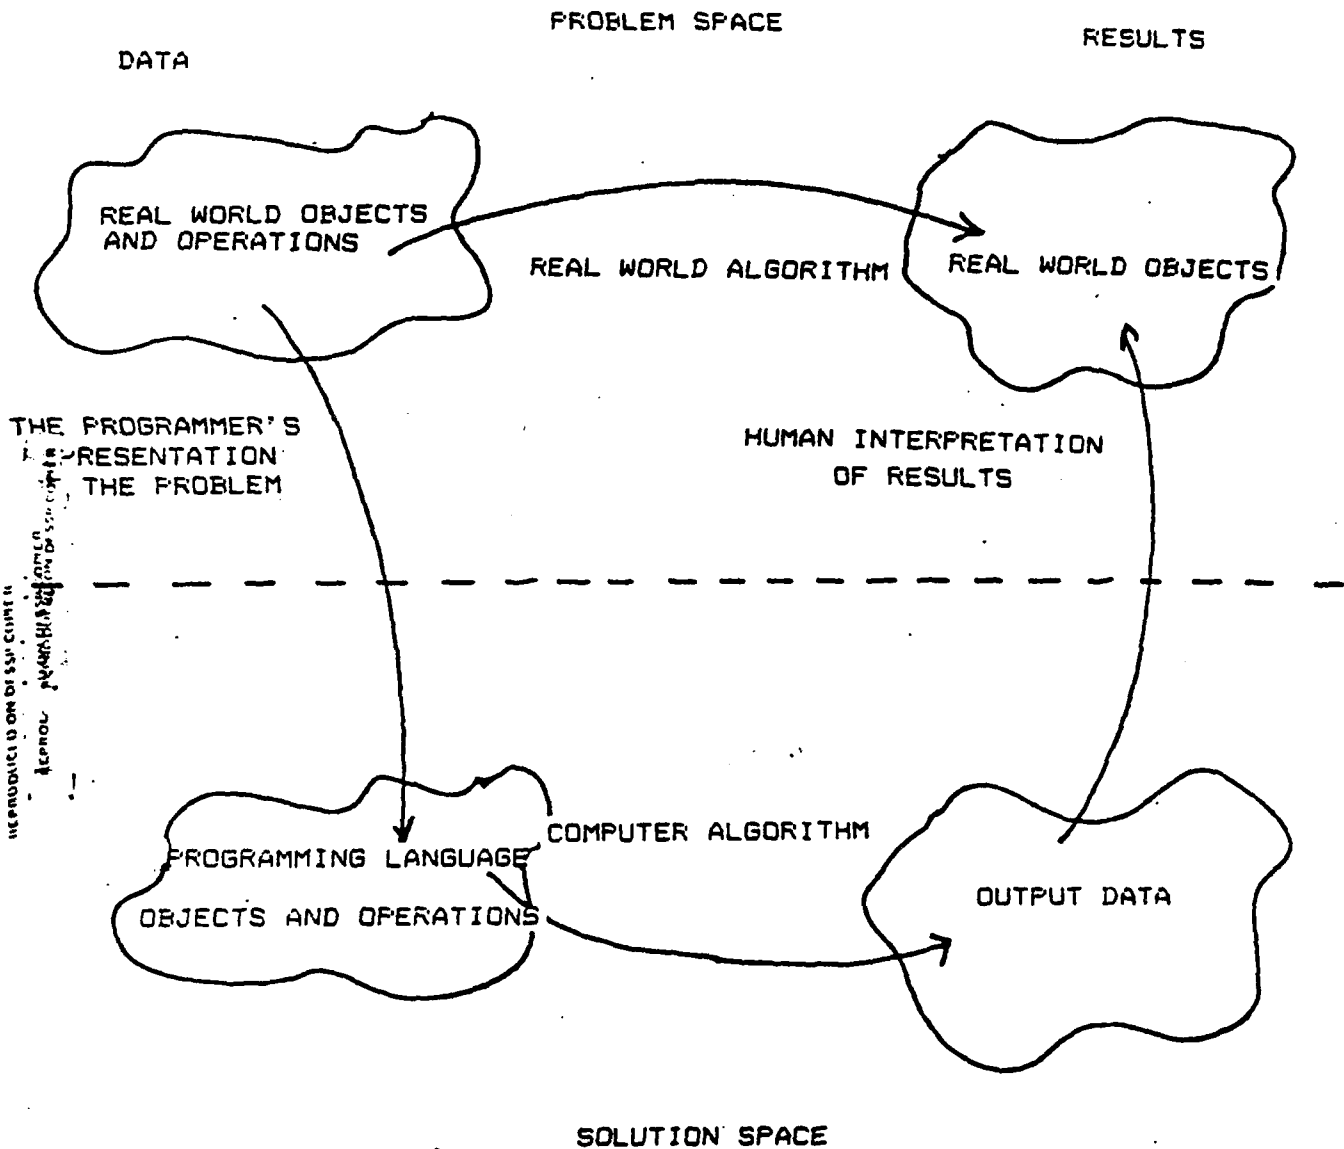 PROBLEM SPACE
DATA
RESULTS
REAL WORLD OBJECTS
AND OPERATIONS
REAL WORLD ALGORITHM
REAL WORLD OBJECTS
THE PROGRAMMER'S
PRESENTATION
THE PROBLEM
HUMAN INTERPRETATION
OF RESULTS
COMPUTER ALGORITHM
PROGRAMMING LANGUAGE
OBJECTS AND OPERATIONS
OUTPUT DATA
SOLUTION SPACE